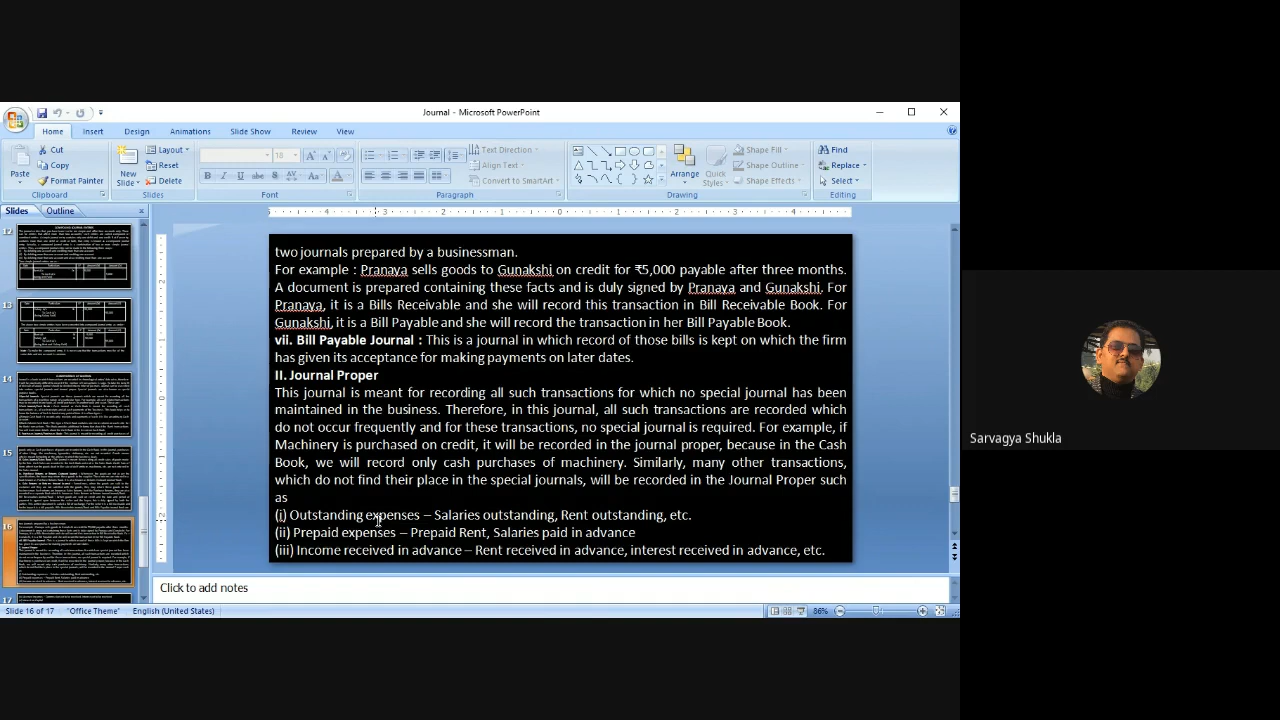 Journal - Microsoft PowerPoint
Home Insert Design Animations Slide Show Review View
Paste
Cut
Copy
Format Painter
Clipboard
New Slide
Layout
Reset
Delete
Slides
18
Font
Text Direction
Align Text
Convert to SmartArt
Paragraph
Arrange
Quick Styles
Shape Fill
Shape Outline
Shape Effects
Drawing
Find
Replace
Select
Editing
Slides Outline
12
13
14
15
16
17
two journals prepared by a businessman.
For example : Pranaya sells goods to Gunakshi on credit for ₹5,000 payable after three months.
A document is prepared containing these facts and is duly signed by Pranaya and Gunakshi. For
Pranaya, it is a Bills Receivable and she will record this transaction in Bill Receivable Book. For
Gunakshi, it is a Bill Payable and she will record the transaction in her Bill Payable Book.
vii. Bill Payable Journal : This is a journal in which record of those bills is kept on which the firm
has given its acceptance for making payments on later dates.
II. Journal Proper
This journal is meant for recording all such transactions for which no special journal has been
maintained in the business. Therefore, in this journal, all such transactions are recorded which
do not occur frequently and for these transactions, no special journal is required. For example, if
Machinery is purchased on credit, it will be recorded in the journal proper, because in the Cash
Book, we will record only cash purchases of machinery. Similarly, many other transactions,
which do not find their place in the special journals, will be recorded in the journal Proper such
as
(i) Outstanding expenses – Salaries outstanding, Rent outstanding, etc.
(ii) Prepaid expenses – Prepaid Rent, Salaries paid in advance
(iii) Income received in advance – Rent received in advance, interest received in advance, etc.
Click to add notes
Slide 16 of 17 "Office Theme" English (United States) 86%
Sarvagya Shukla